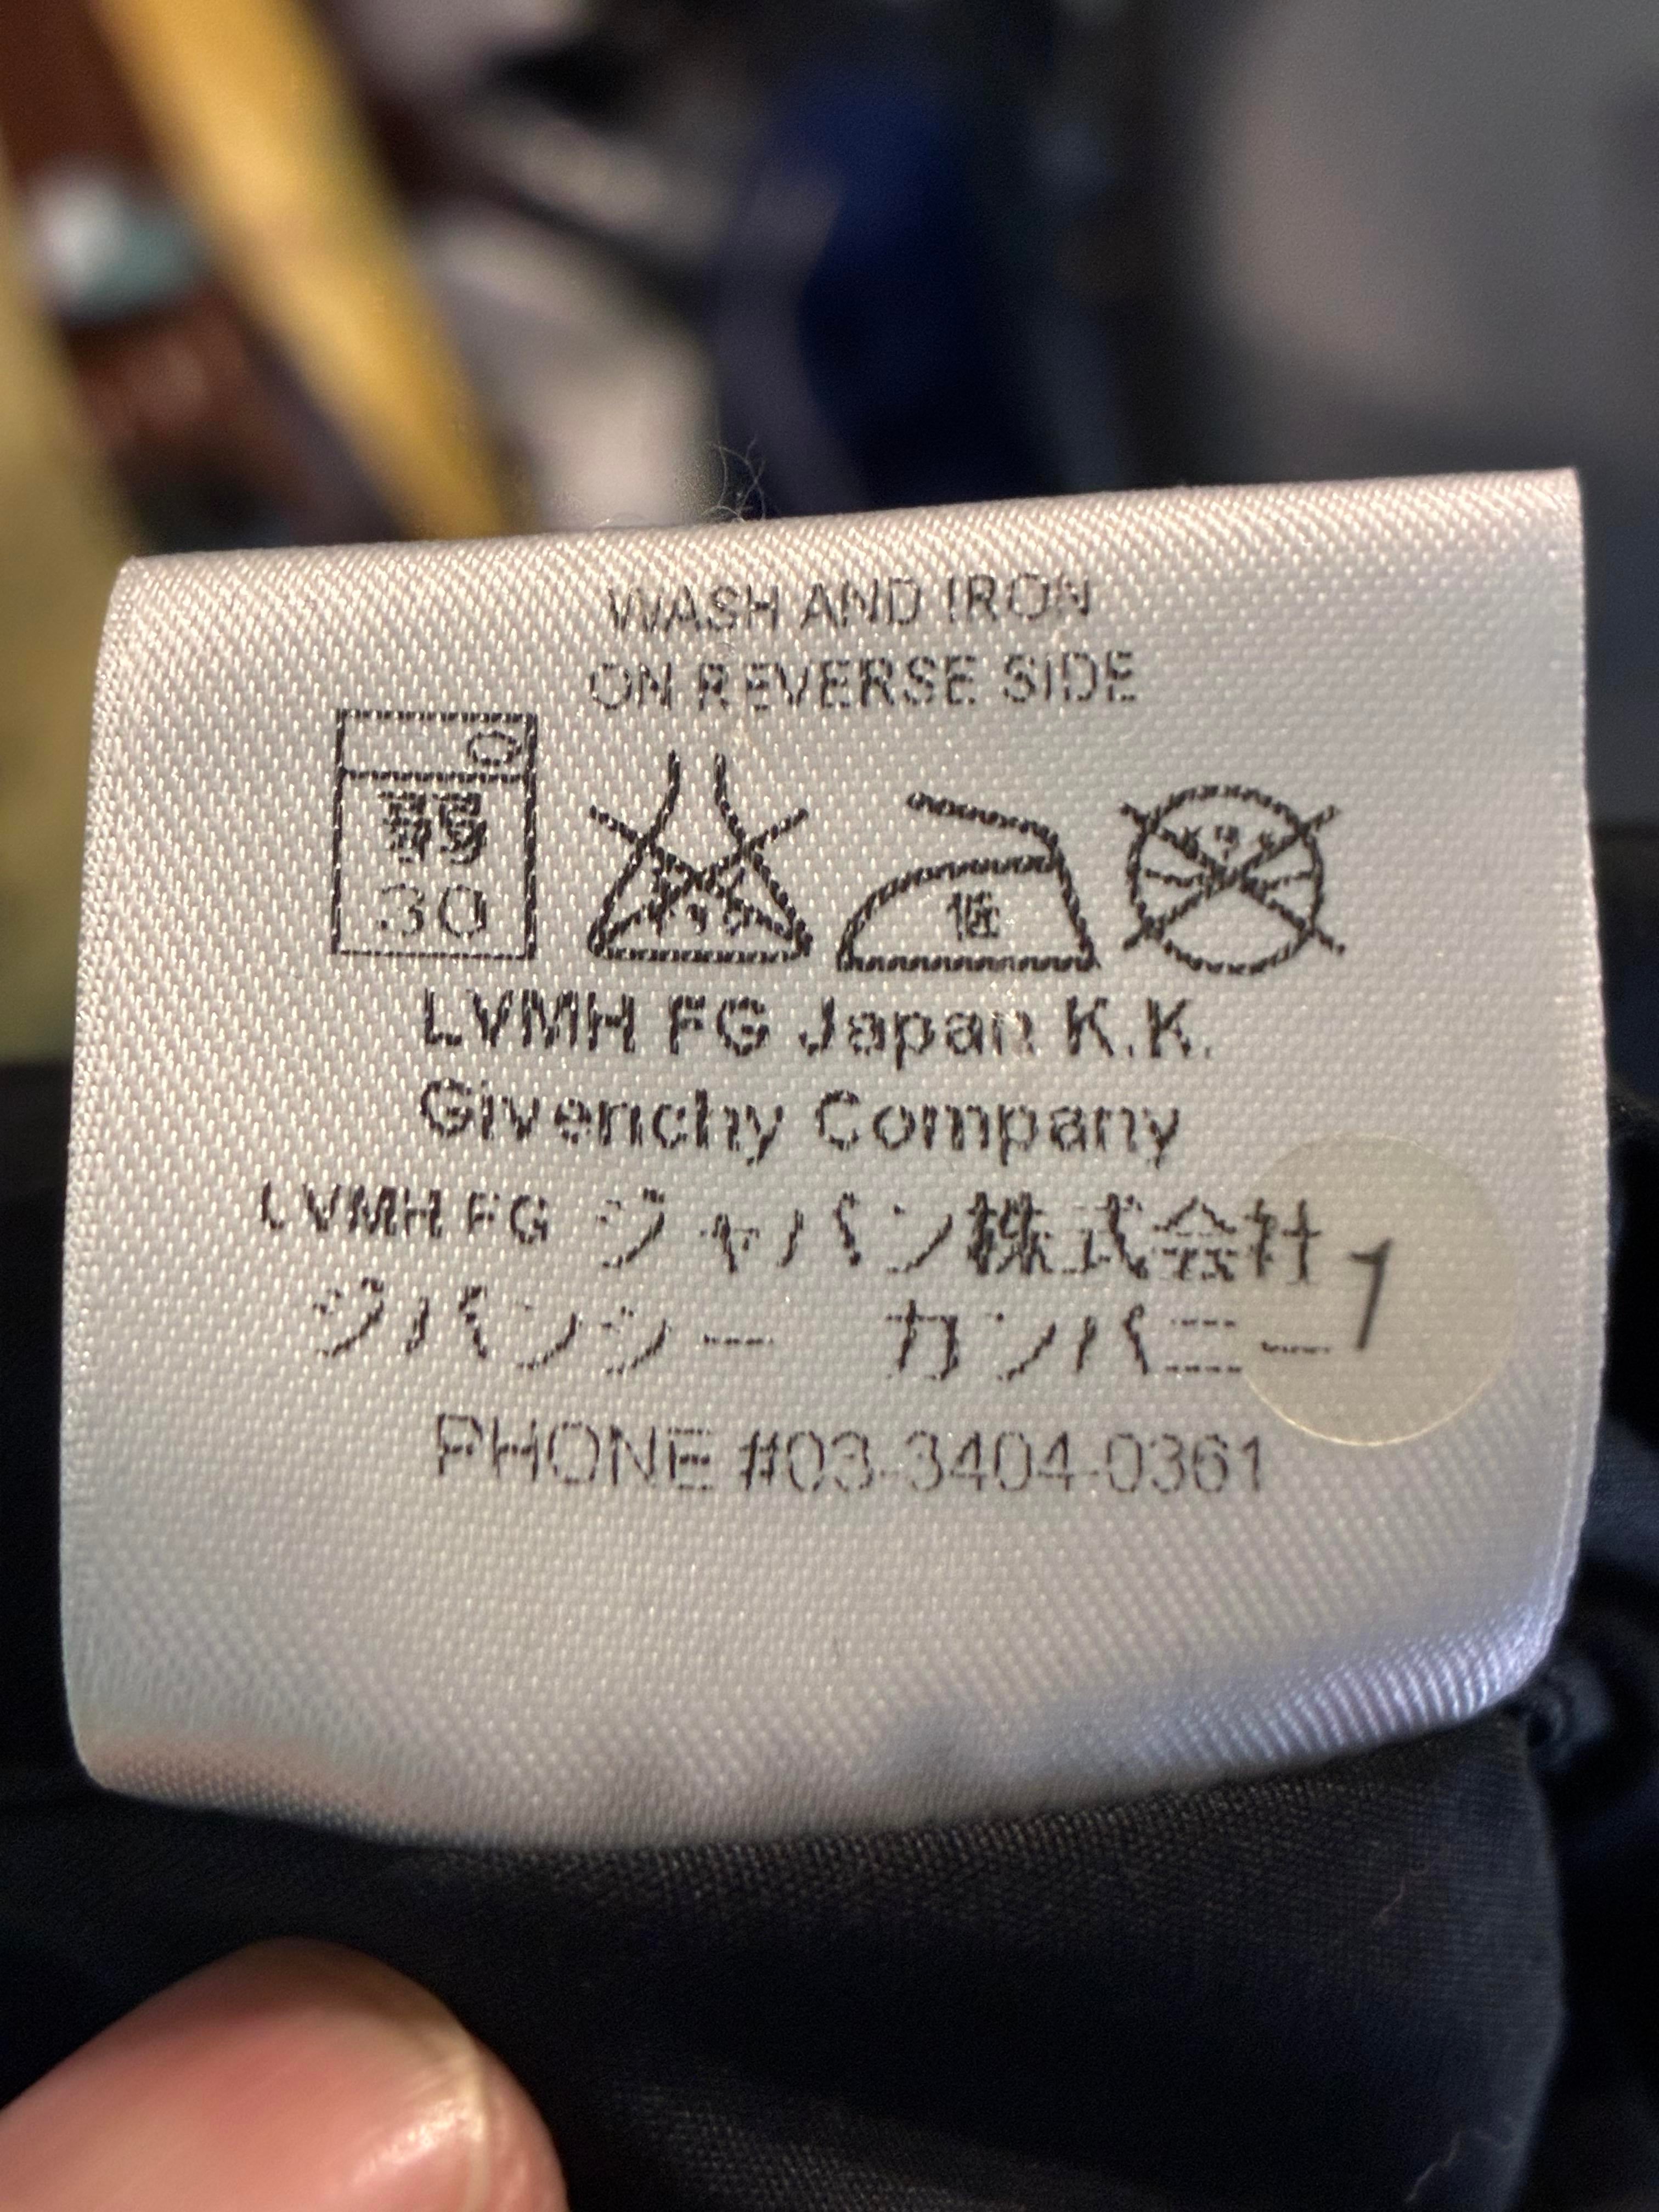 WASH AND IRON
ON REVERSE SIDE
弱
30
低
LVMH FG Japan K.K.
Givenchy Company
LVMH FG ジャパン株式会社
ジバンシー カンパニー
1
PHONE #03-3404-0361